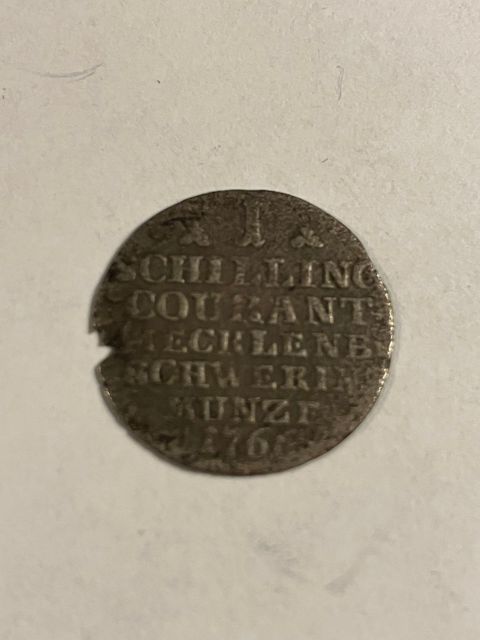 1
SCHILLING
COURANT
MECKLENB
SCHWERIN
MUNZE